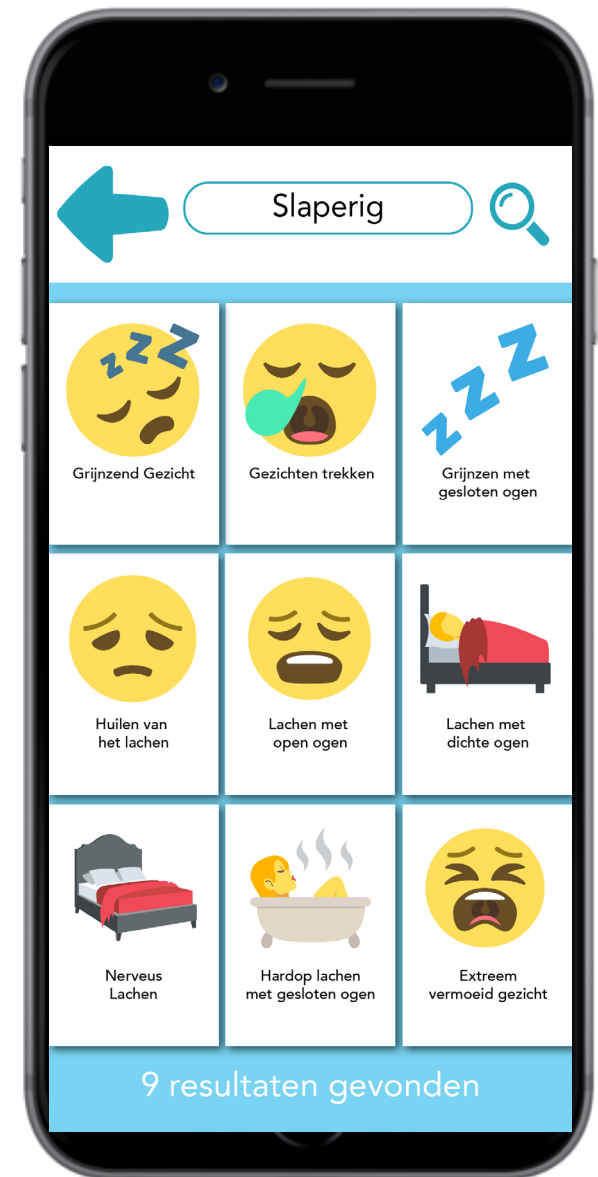 Slaperig
Grijnzend Gezicht
Gezichten trekken
Grijnzen met
gesloten ogen
Huilen van
het lachen
Lachen met
open ogen
Lachen met
dichte ogen
Nerveus
Lachen
Hardop lachen
met gesloten ogen
Extreem
vermoeid gezicht
9 resultaten gevonden